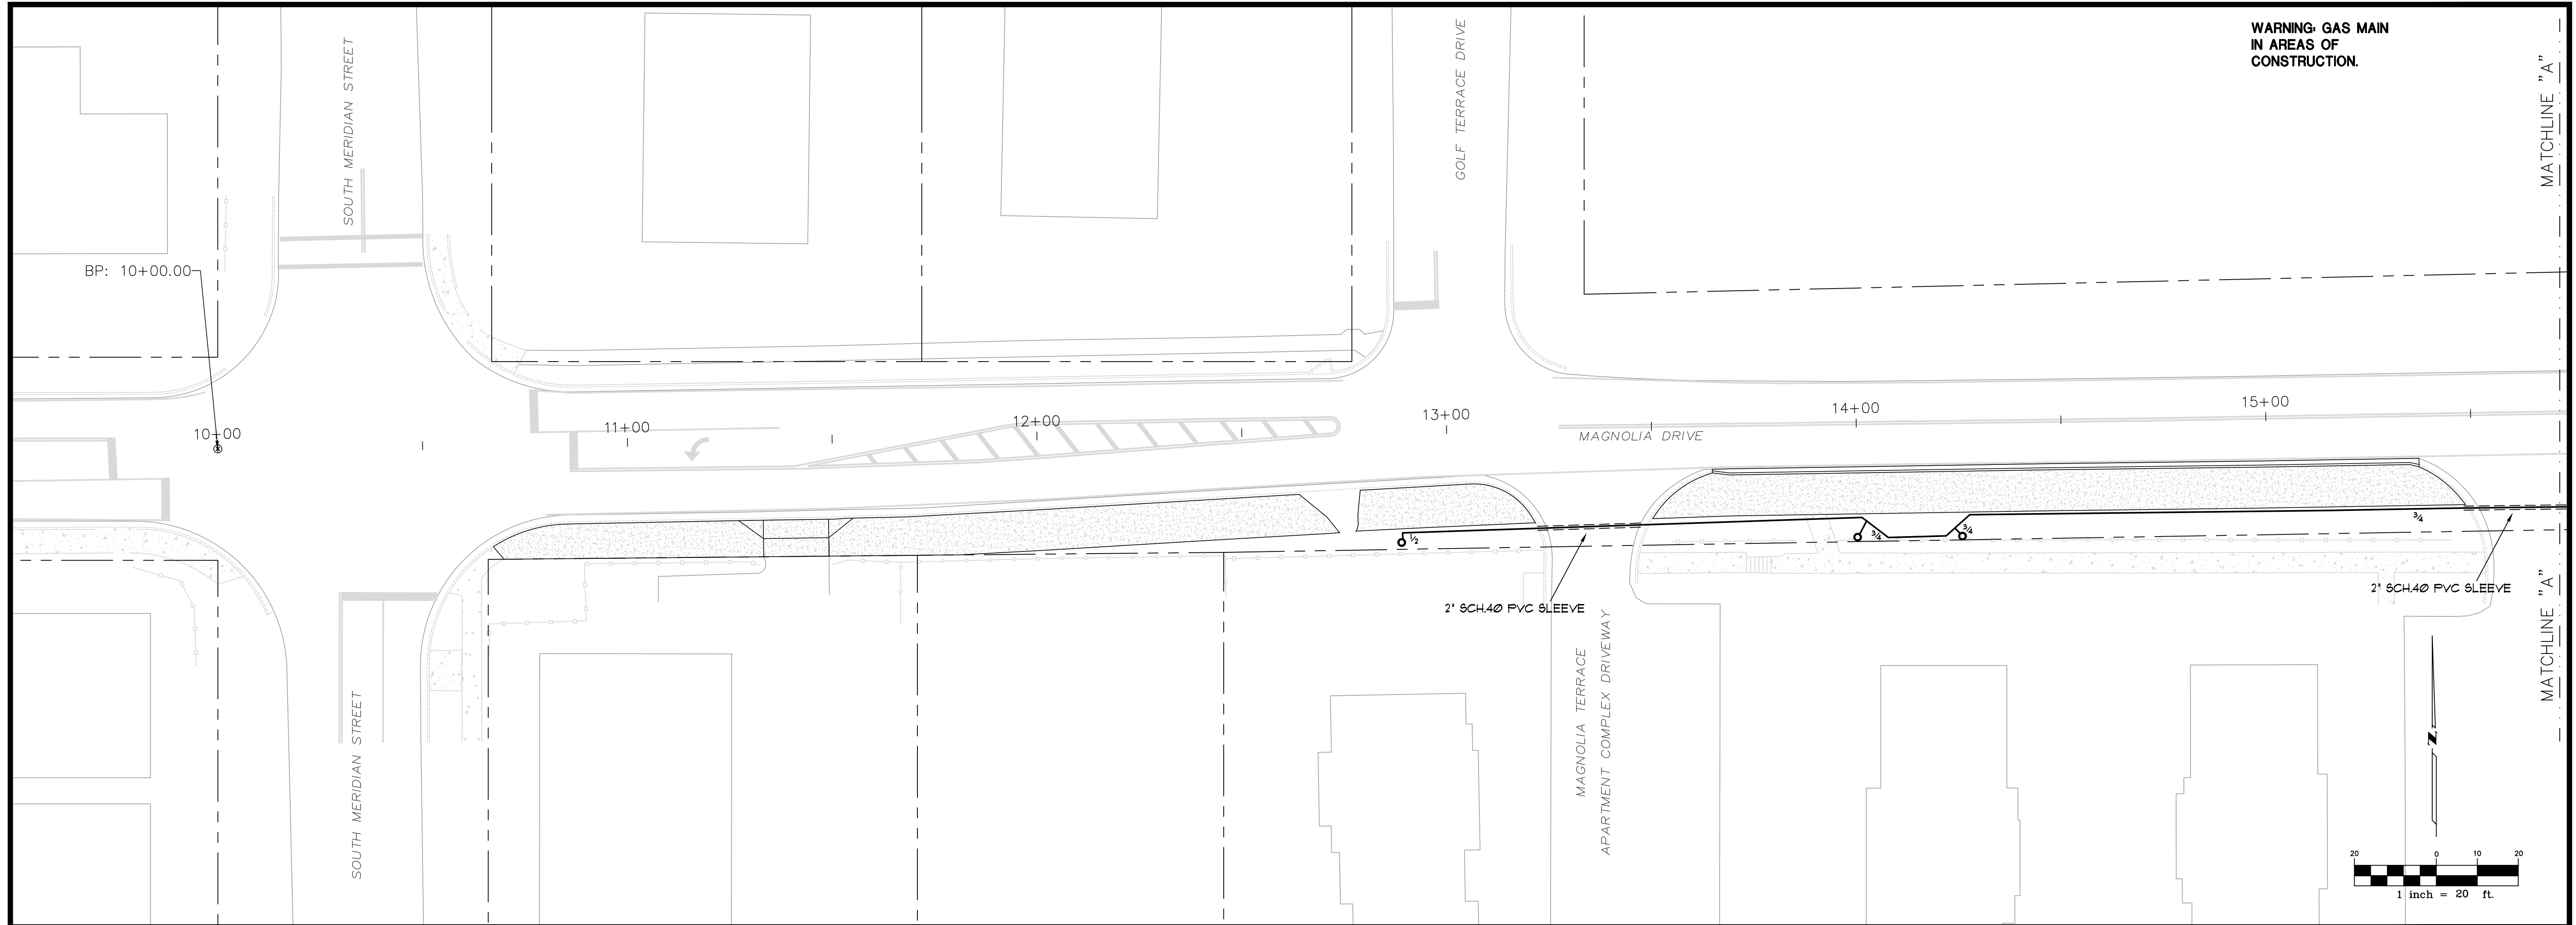 WARNING: GAS MAIN
IN AREAS OF
CONSTRUCTION.
MATCHLINE "A"
SOUTH MERIDIAN STREET
GOLF TERRACE DRIVE
BP: 10+00.00
10+00
11+00
12+00
13+00
14+00
15+00
MAGNOLIA DRIVE
1/2
3/4
3/4
3/4
2" SCH.40 PVC SLEEVE
2" SCH.40 PVC SLEEVE
MATCHLINE "A"
SOUTH MERIDIAN STREET
MAGNOLIA TERRACE
APARTMENT COMPLEX DRIVEWAY
N
20 0 10 20
1 inch = 20 ft.